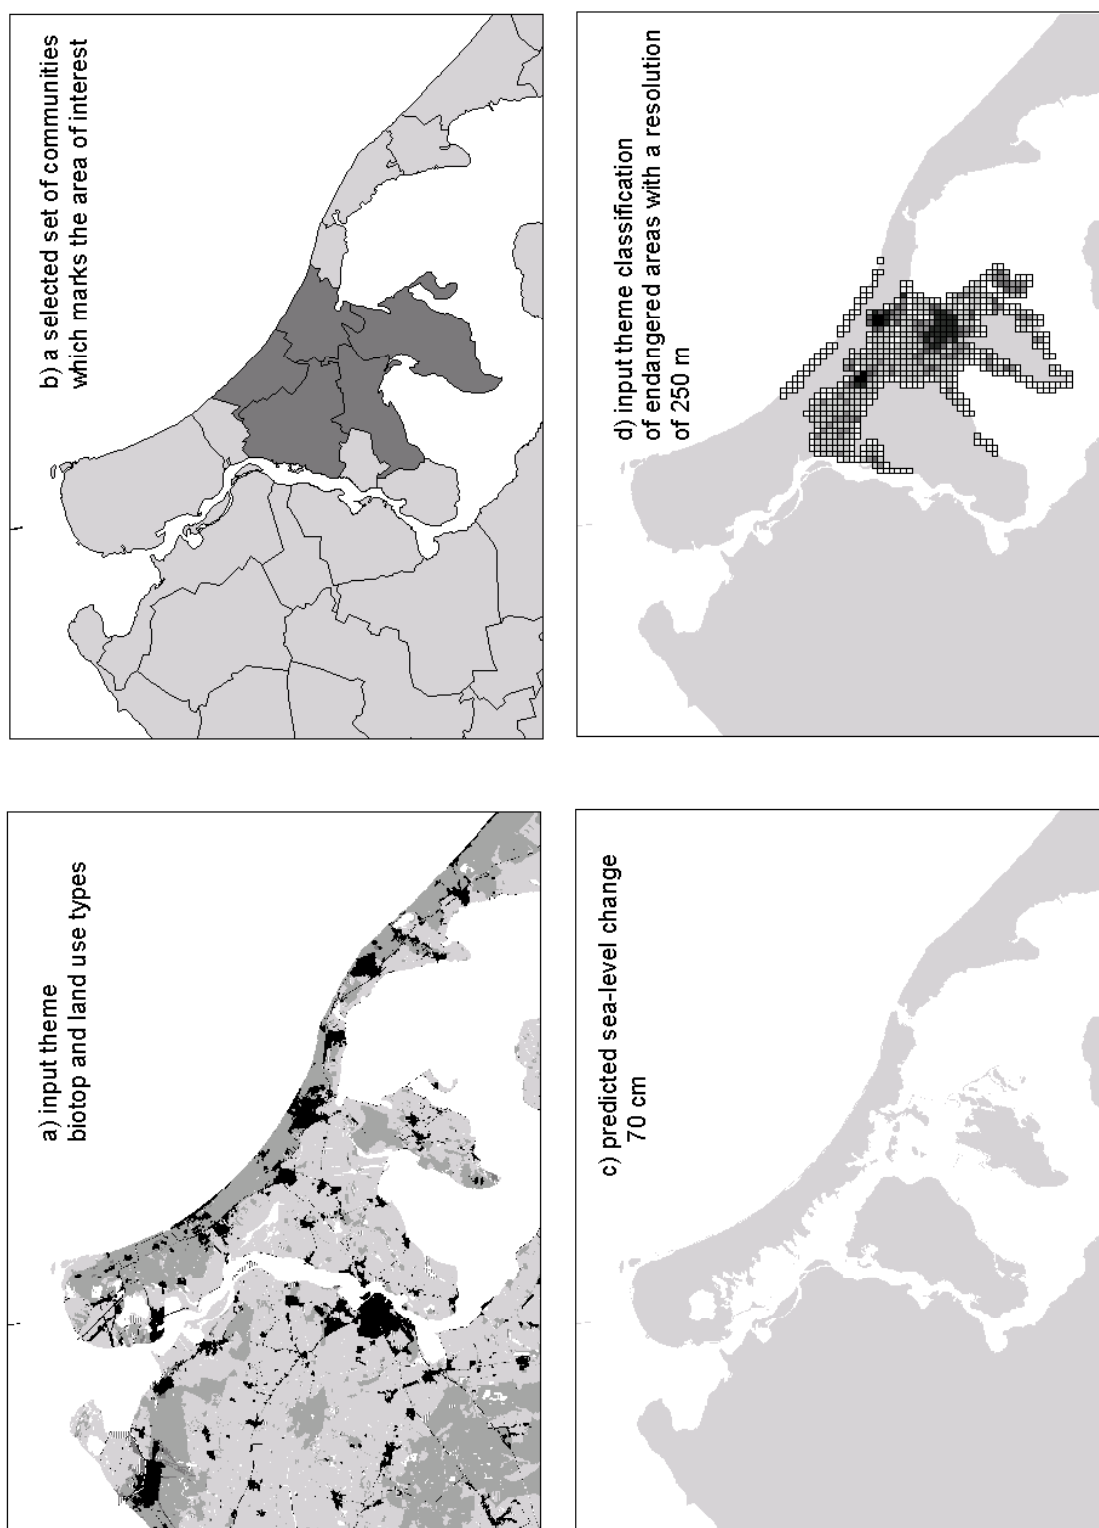 a) input theme
biotop and land use types
b) a selected set of communities
which marks the area of interest
c) predicted sea-level change
70 cm
d) input theme classification
of endangered areas with a resolution
of 250 m